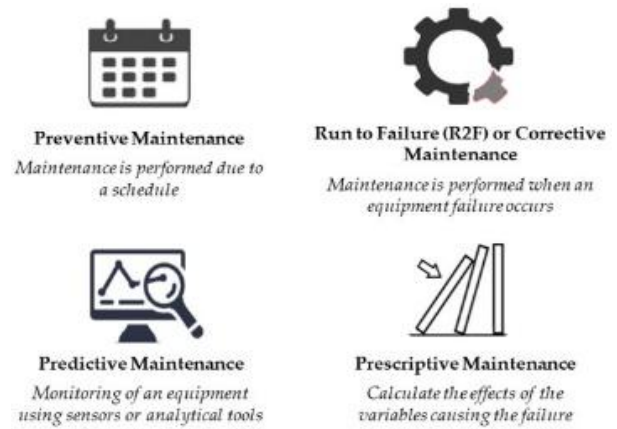 Preventive Maintenance
Maintenance is performed due to
a schedule
Run to Failure (R2F) or Corrective
Maintenance
Maintenance is performed when an
equipment failure occurs
Predictive Maintenance
Monitoring of an equipment
using sensors or analytical tools
Prescriptive Maintenance
Calculate the effects of the
variables causing the failure